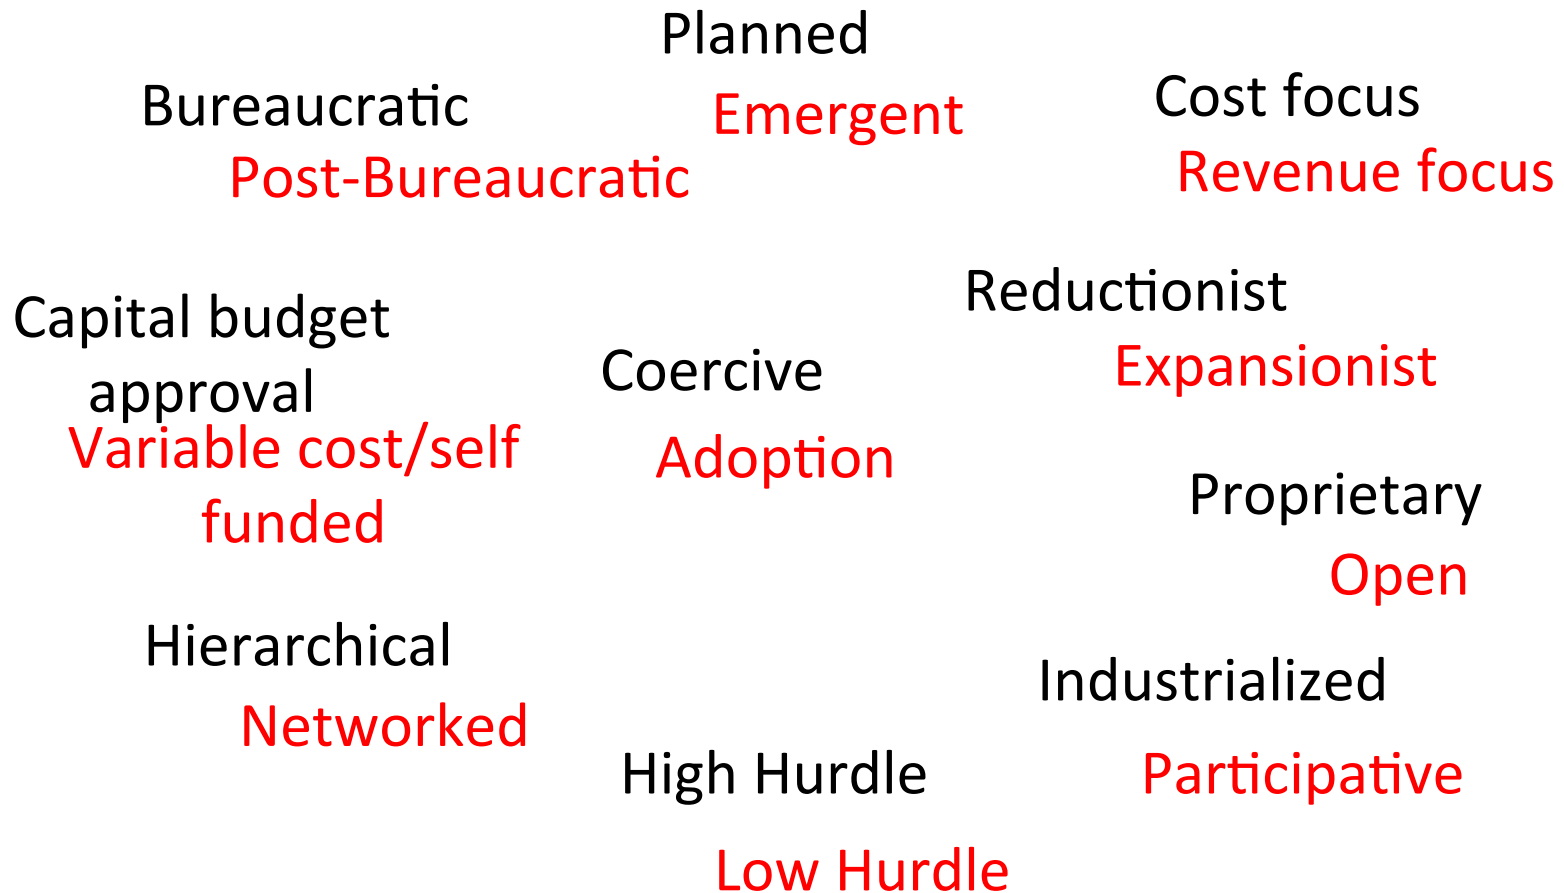 Planned
Emergent
Bureaucratic
Post-Bureaucratic
Cost focus
Revenue focus
Capital budget
approval
Variable cost/self
funded
Coercive
Adoption
Reductionist
Expansionist
Proprietary
Open
Hierarchical
Networked
Industrialized
Participative
High Hurdle
Low Hurdle